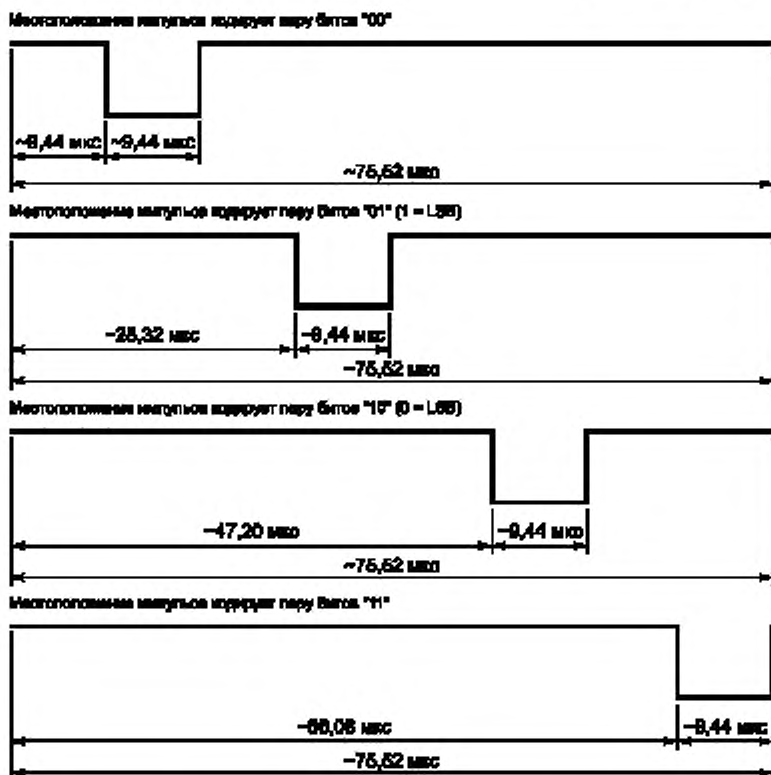 Местоположение импульса кодирует пару битов "00"
~9,44 мкс ~9,44 мкс
~75,52 мкс
Местоположение импульса кодирует пару битов "01" (1 = LSB)
~28,32 мкс ~9,44 мкс
~75,52 мкс
Местоположение импульса кодирует пару битов "10" (0 = LSB)
~47,20 мкс ~9,44 мкс
~75,52 мкс
Местоположение импульса кодирует пару битов "11"
~66,08 мкс ~9,44 мкс
~75,52 мкс